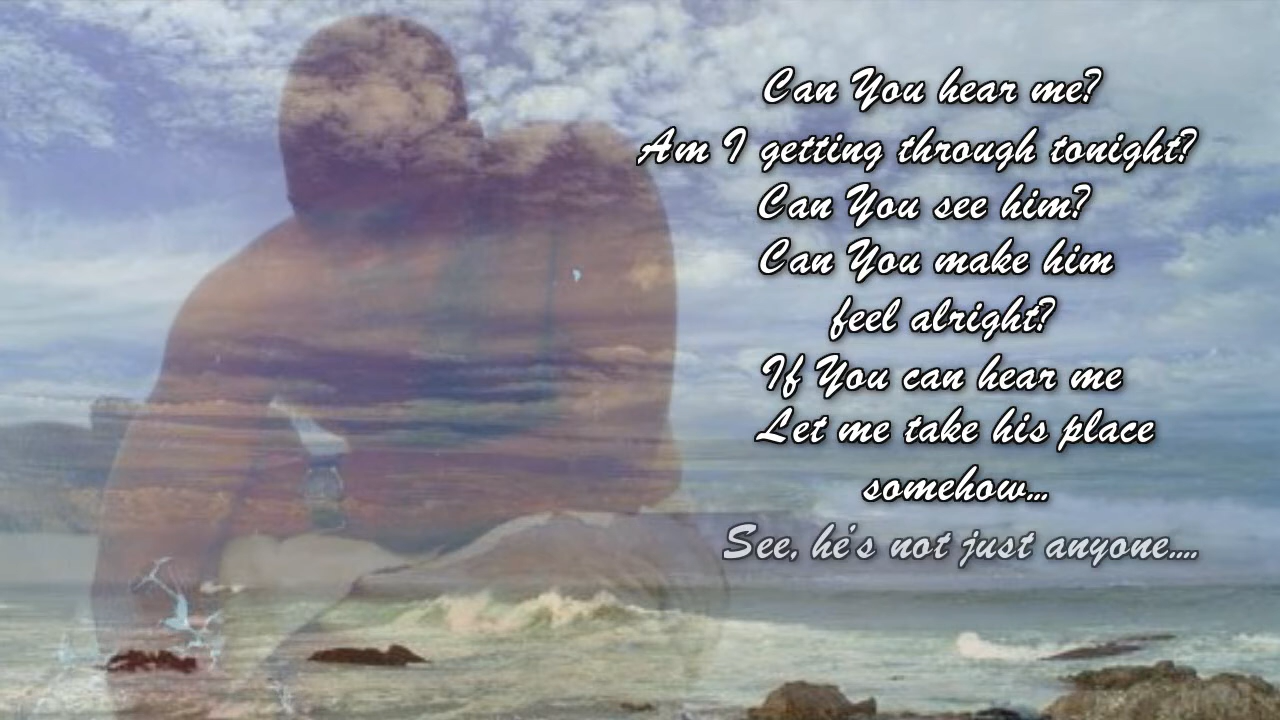 Can You hear me?
Am I getting through tonight?
Can You see him?
Can You make him
feel alright?
If You can hear me
Let me take his place
somehow...
See, he's not just anyone....